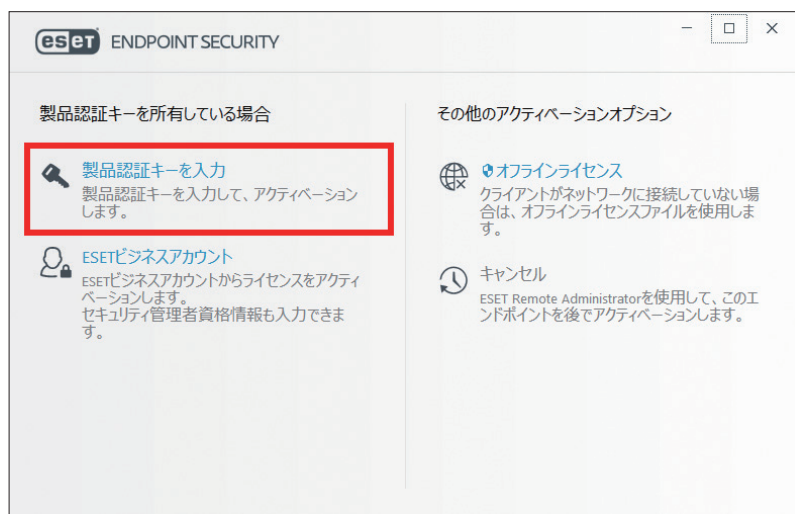 eset ENDPOINT SECURITY
製品認証キーを所有している場合
製品認証キーを入力
製品認証キーを入力して、アクティベーション
します。
ESETビジネスアカウント
ESETビジネスアカウントからライセンスをアクティ
ベーションします。
セキュリティ管理者資格情報も入力できま
す。
その他のアクティベーションオプション
オフラインライセンス
クライアントがネットワークに接続していない場
合は、オフラインライセンスファイルを使用しま
す。
キャンセル
ESET Remote Administratorを使用して、このエ
ンドポイントを後でアクティベーションします。